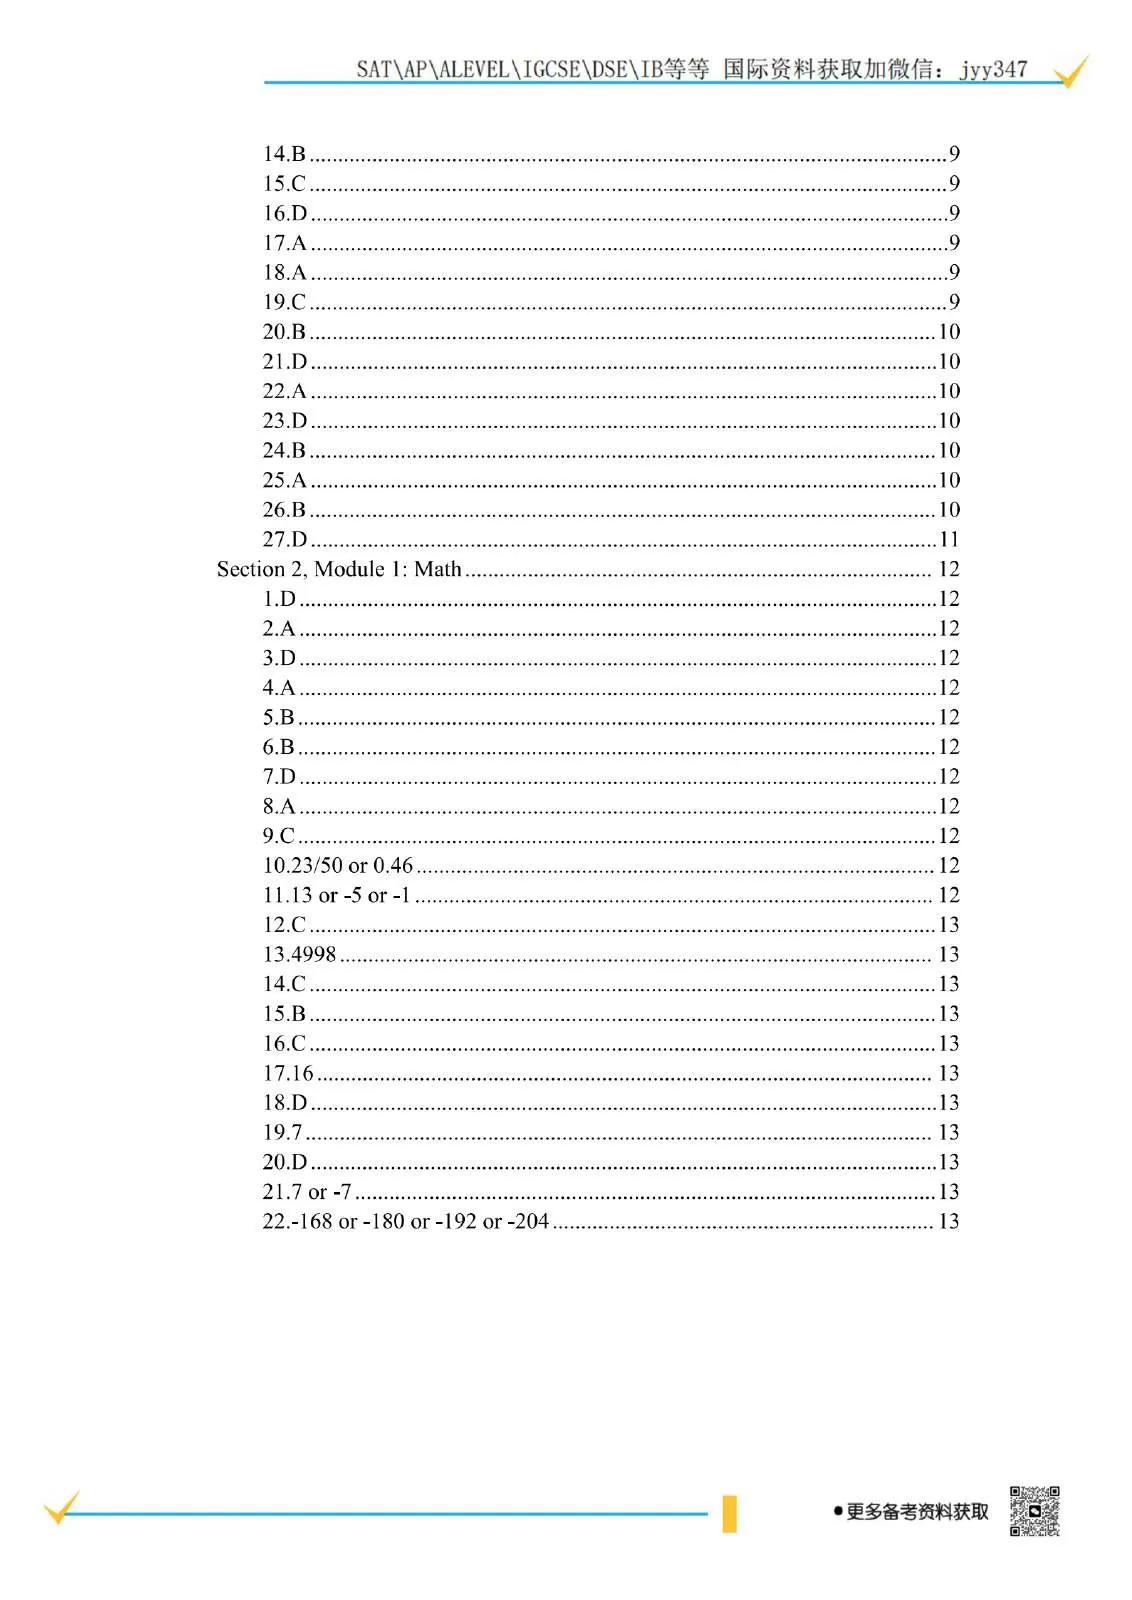 SAT\AP\ALEVEL\IGCSE\DSE\IB等等 国际资料获取加微信：jyy347
14.B........................................9
15.C........................................9
16.D........................................9
17.A........................................9
18.A........................................9
19.C........................................9
20.B........................................10
21.D........................................10
22.A........................................10
23.D........................................10
24.B........................................10
25.A........................................10
26.B........................................10
27.D........................................11
Section 2, Module 1: Math........................................ 12
1.D........................................12
2.A........................................12
3.D........................................12
4.A........................................12
5.B........................................12
6.B........................................12
7.D........................................12
8.A........................................12
9.C........................................12
10.23/50 or 0.46........................................ 12
11.13 or -5 or -1........................................ 12
12.C........................................13
13.4998........................................ 13
14.C........................................13
15.B........................................13
16.C........................................13
17.16........................................ 13
18.D........................................13
19.7........................................ 13
20.D........................................13
21.7 or -7........................................13
22.-168 or -180 or -192 or -204........................................ 13
●更多备考资料获取